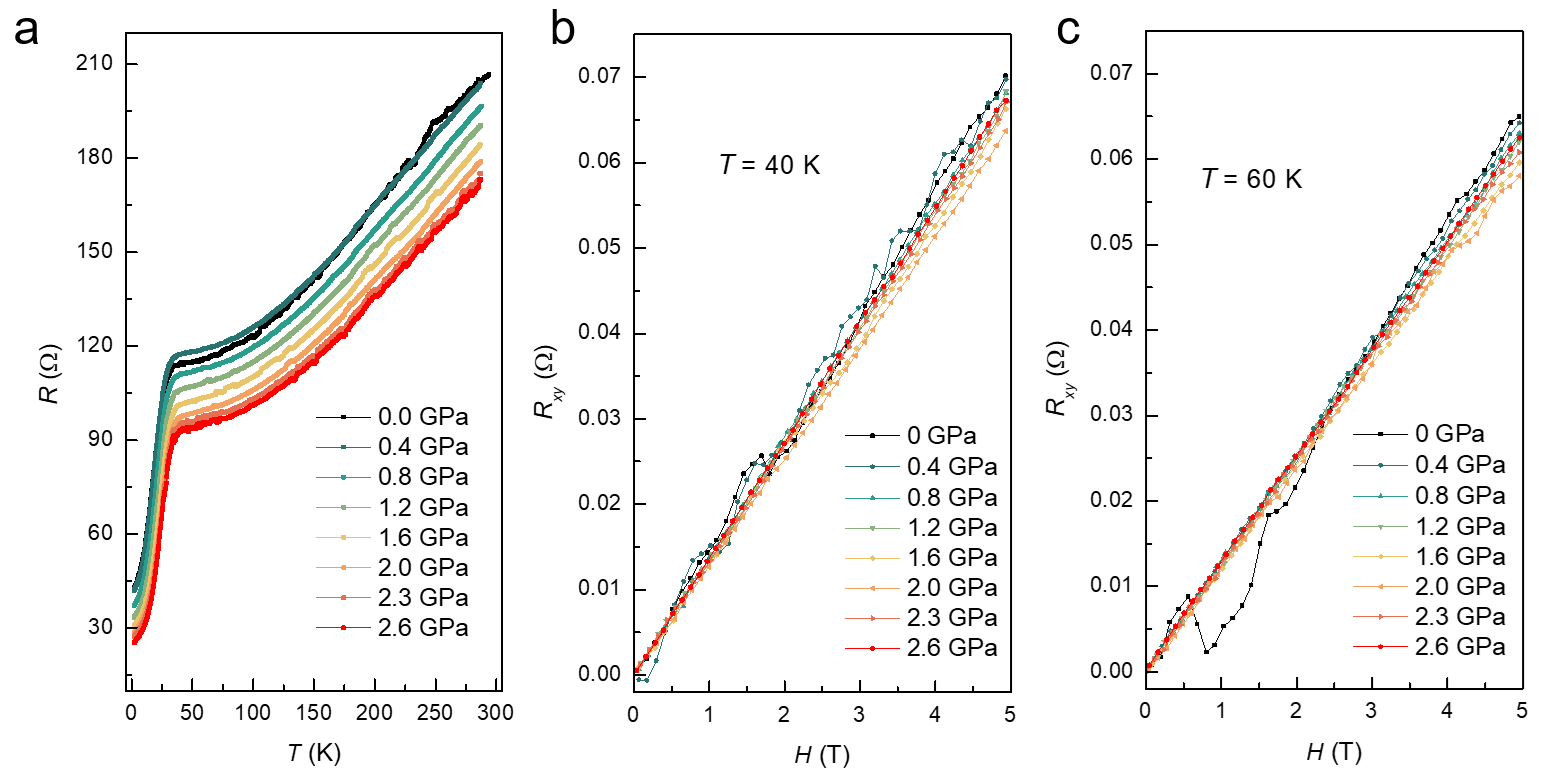 a
210
180
150
120
90
60
30
R (Ω)
0.0 GPa
0.4 GPa
0.8 GPa
1.2 GPa
1.6 GPa
2.0 GPa
2.3 GPa
2.6 GPa
0 50 100 150 200 250 300
T (K)
b
0.07
0.06
0.05
0.04
0.03
0.02
0.01
0.00
Rxy (Ω)
T = 40 K
0 GPa
0.4 GPa
0.8 GPa
1.2 GPa
1.6 GPa
2.0 GPa
2.3 GPa
2.6 GPa
0 1 2 3 4 5
H (T)
c
0.07
0.06
0.05
0.04
0.03
0.02
0.01
0.00
Rxy (Ω)
T = 60 K
0 GPa
0.4 GPa
0.8 GPa
1.2 GPa
1.6 GPa
2.0 GPa
2.3 GPa
2.6 GPa
0 1 2 3 4 5
H (T)